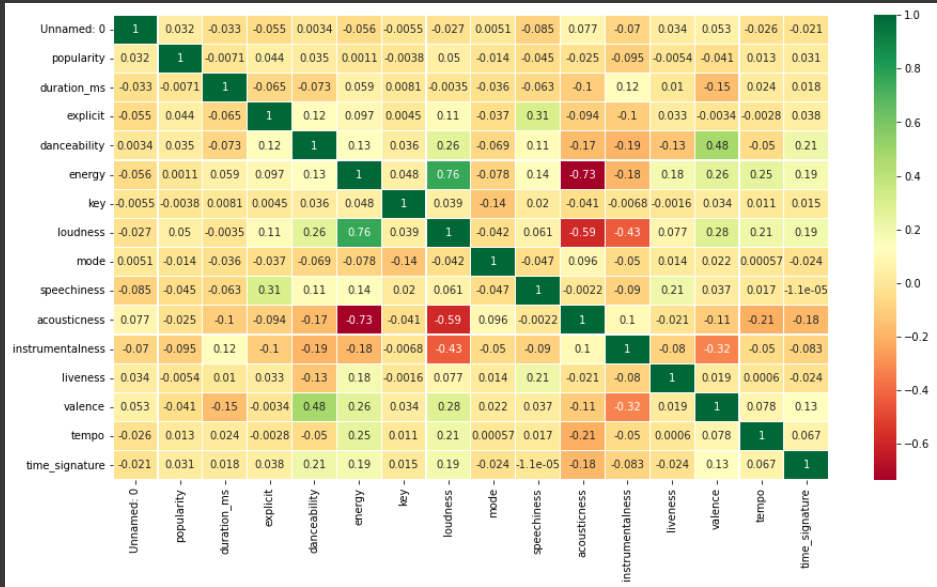 Unnamed: 0 1 0.032 -0.033 -0.055 0.0034 -0.056 -0.0055 -0.027 0.0051 -0.085 0.077 -0.07 0.034 0.053 -0.026 -0.021
popularity 0.032 1 -0.0071 0.044 0.035 0.0011 -0.0038 0.05 -0.014 -0.045 -0.025 -0.095 -0.0054 -0.041 0.013 0.031
duration_ms -0.033 -0.0071 1 -0.065 -0.073 0.059 0.0081 -0.0035 -0.036 -0.063 -0.1 0.12 0.01 -0.15 0.024 0.018
explicit -0.055 0.044 -0.065 1 0.12 0.097 0.0045 0.11 -0.037 0.31 -0.094 -0.1 0.033 -0.0034 -0.0028 0.038
danceability 0.0034 0.035 -0.073 0.12 1 0.13 0.036 0.26 -0.069 0.11 -0.17 -0.19 -0.13 0.48 -0.05 0.21
energy -0.056 0.0011 0.059 0.097 0.13 1 0.048 0.76 -0.078 0.14 -0.73 -0.18 0.18 0.26 0.25 0.19
key -0.0055 -0.0038 0.0081 0.0045 0.036 0.048 1 0.039 -0.14 0.02 -0.041 -0.0068 -0.0016 0.034 0.011 0.015
loudness -0.027 0.05 -0.0035 0.11 0.26 0.76 0.039 1 -0.042 0.061 -0.59 -0.43 0.077 0.28 0.21 0.19
mode 0.0051 -0.014 -0.036 -0.037 -0.069 -0.078 -0.14 -0.042 1 -0.047 0.096 -0.05 0.014 0.022 0.00057 -0.024
speechiness -0.085 -0.045 -0.063 0.31 0.11 0.14 0.02 0.061 -0.047 1 -0.0022 -0.09 0.21 0.037 0.017 -1.1e-05
acousticness 0.077 -0.025 -0.1 -0.094 -0.17 -0.73 -0.041 -0.59 0.096 -0.0022 1 0.1 -0.021 -0.11 -0.21 -0.18
instrumentalness -0.07 -0.095 0.12 -0.1 -0.19 -0.18 -0.0068 -0.43 -0.05 -0.09 0.1 1 -0.08 -0.32 -0.05 -0.083
liveness 0.034 -0.0054 0.01 0.033 -0.13 0.18 -0.0016 0.077 0.014 0.21 -0.021 -0.08 1 0.019 0.0006 -0.024
valence 0.053 -0.041 -0.15 -0.0034 0.48 0.26 0.034 0.28 0.022 0.037 -0.11 -0.32 0.019 1 0.078 0.13
tempo -0.026 0.013 0.024 -0.0028 -0.05 0.25 0.011 0.21 0.00057 0.017 -0.21 -0.05 0.0006 0.078 1 0.067
time_signature -0.021 0.031 0.018 0.038 0.21 0.19 0.015 0.19 -0.024 -1.1e-05 -0.18 -0.083 -0.024 0.13 0.067 1
Unnamed: 0
popularity
duration_ms
explicit
danceability
energy
key
loudness
mode
speechiness
acousticness
instrumentalness
liveness
valence
tempo
time_signature
1.0
0.8
0.6
0.4
0.2
0.0
−0.2
−0.4
−0.6